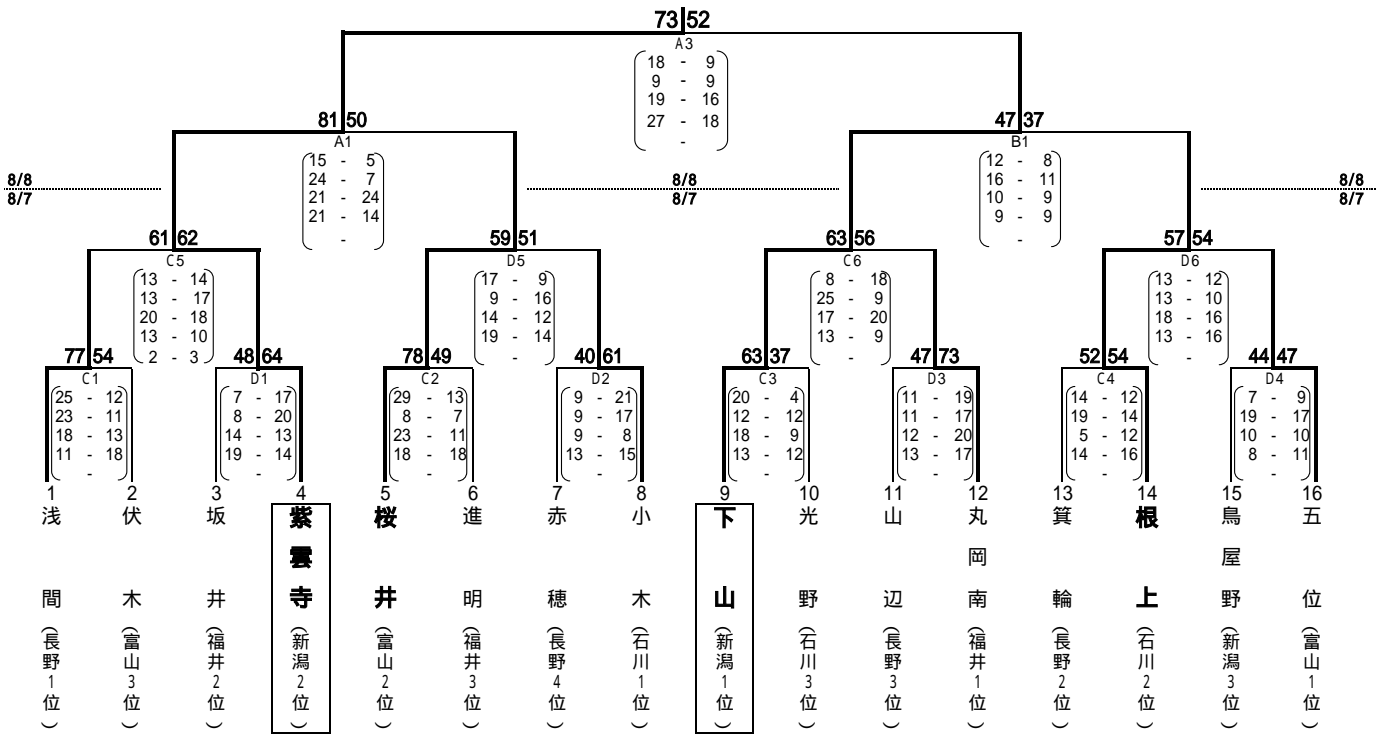 73 52
A3
18 - 9
9 - 9
19 - 16
27 - 18
-
81 50
A1
15 - 5
24 - 7
21 - 24
21 - 14
-
47 37
B1
12 - 8
16 - 11
10 - 9
9 - 9
-
8/8
8/7
8/8
8/7
8/8
8/7
61 62
C5
13 - 14
13 - 17
20 - 18
13 - 10
2 - 3
59 51
D5
17 - 9
9 - 16
14 - 12
19 - 14
-
63 56
C6
8 - 18
25 - 9
17 - 20
13 - 9
-
57 54
D6
13 - 12
13 - 10
18 - 16
13 - 16
-
77 54
C1
25 - 12
23 - 11
18 - 13
11 - 18
-
48 64
D1
7 - 17
8 - 20
14 - 13
19 - 14
-
78 49
C2
29 - 13
8 - 7
23 - 11
18 - 18
-
40 61
D2
9 - 21
9 - 17
9 - 8
13 - 15
-
63 37
C3
20 - 4
12 - 12
18 - 9
13 - 12
-
47 73
D3
11 - 19
11 - 17
12 - 20
13 - 17
-
52 54
C4
14 - 12
19 - 14
5 - 12
14 - 16
-
44 47
D4
7 - 9
19 - 17
10 - 10
8 - 11
-
1
浅間(長野1位)
2
伏木(富山3位)
3
坂井(福井2位)
4
紫雲寺(新潟2位)
5
桜井(富山2位)
6
進明(福井3位)
7
赤穂(長野4位)
8
小木(石川1位)
9
下山(新潟1位)
10
光野(石川3位)
11
山辺(長野3位)
12
丸岡南(福井1位)
13
箕輪(長野2位)
14
根上(石川2位)
15
鳥屋野(新潟3位)
16
五位(富山1位)